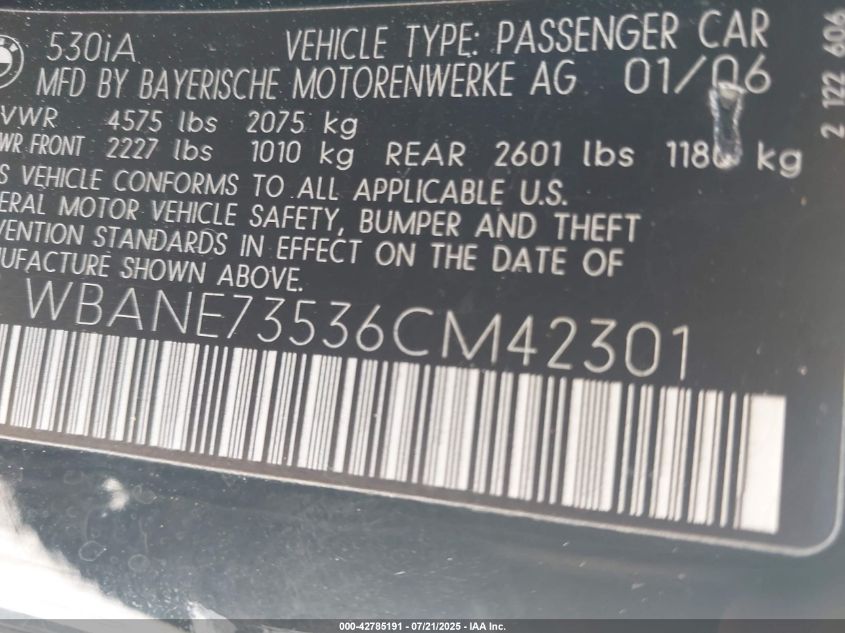 530iA VEHICLE TYPE: PASSENGER CAR
MFD BY BAYERISCHE MOTORENWERKE AG 01/06
VWR 4575 lbs 2075 kg
WR FRONT 2227 lbs 1010 kg REAR 2601 lbs 1180 kg
S VEHICLE CONFORMS TO ALL APPLICABLE U.S.
ERAL MOTOR VEHICLE SAFETY, BUMPER AND THEFT
VENTION STANDARDS IN EFFECT ON THE DATE OF
NUFACTURE SHOWN ABOVE.
WBANE73536CM42301
2 122 606
000-42785191 - 07/21/2025 - IAA Inc.